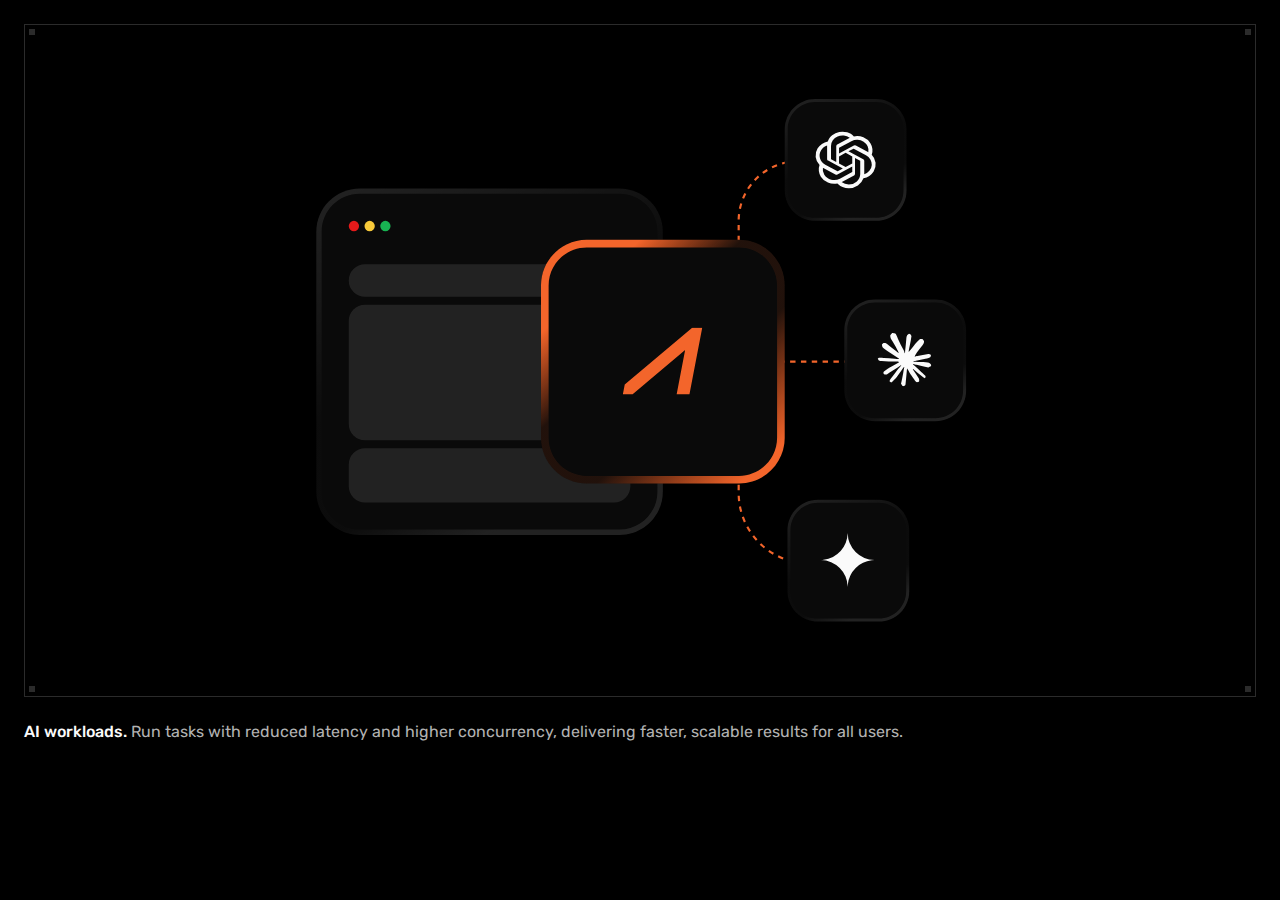 AI workloads. Run tasks with reduced latency and higher concurrency, delivering faster, scalable results for all users.